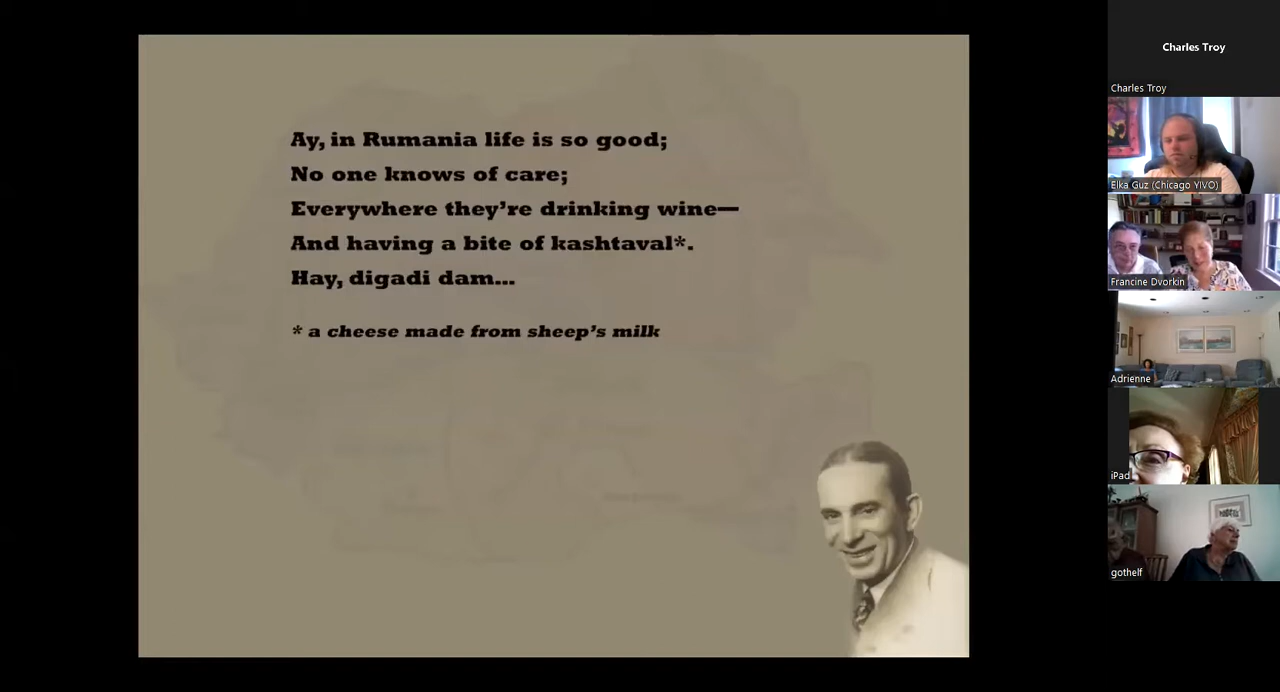 Ay, in Rumania life is so good;
No one knows of care;
Everywhere they’re drinking wine—
And having a bite of kashtaval*.
Hay, digadi dam...
* a cheese made from sheep’s milk
Charles Troy
Charles Troy
Elka Guz (Chicago YIVO)
Francine Dvorkin
Adrienne
iPad
gothelf